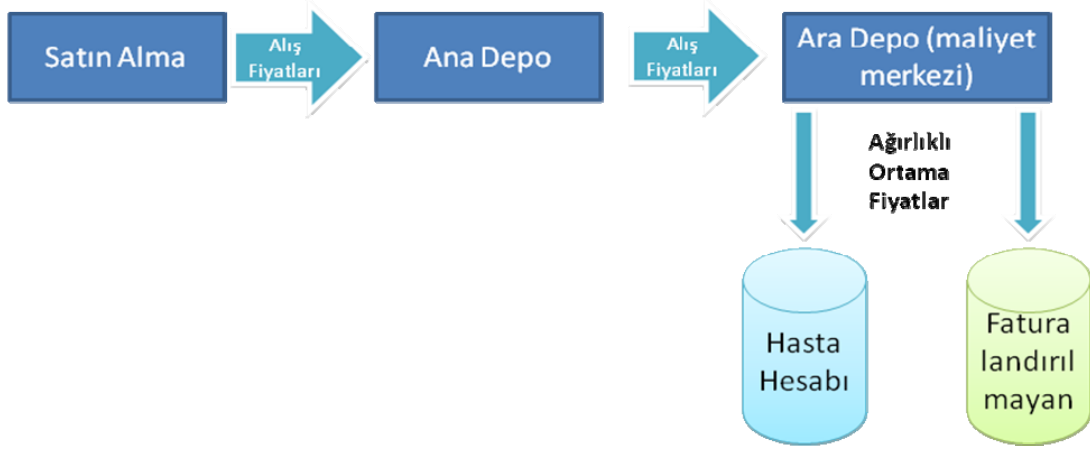 Satın Alma
Alış
Fiyatları
Ana Depo
Alış
Fiyatları
Ara Depo (maliyet
merkezi)
Ağırlıklı
Ortama
Fiyatlar
Hasta
Hesabı
Fatura
landırıl
mayan